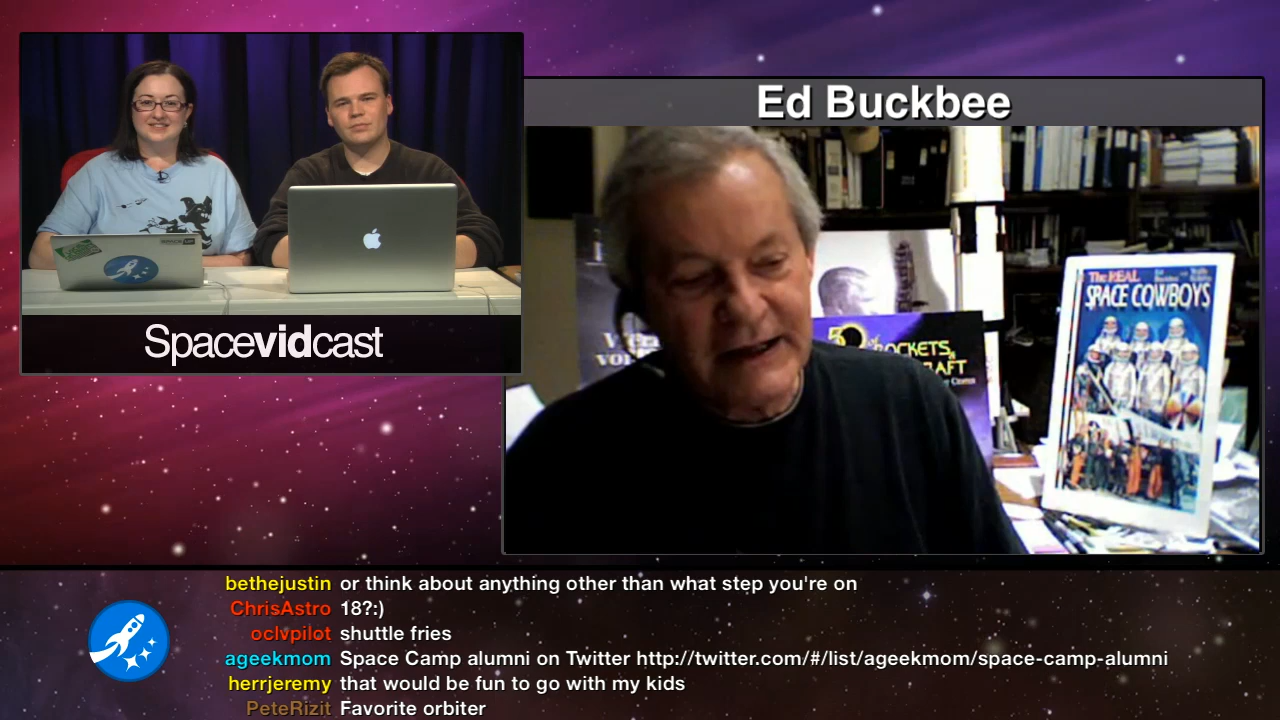 Ed Buckbee
Spacevidcast
The REAL
SPACE COWBOYS
50
ROCKETS
Center
bethejustin or think about anything other than what step you're on
ChrisAstro 18?:)
oclvpilot shuttle fries
ageekmom Space Camp alumni on Twitter http://twitter.com/#/list/ageekmom/space-camp-alumni
herrjeremy that would be fun to go with my kids
PeteRizit Favorite orbiter